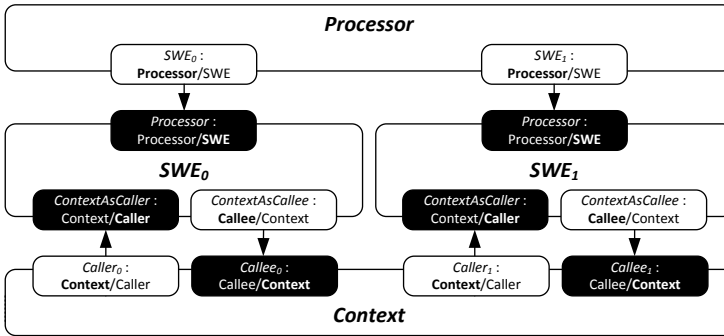 Processor
SWE₀ :
Processor/SWE
SWE₁ :
Processor/SWE
Processor :
Processor/SWE
Processor :
Processor/SWE
SWE₀
SWE₁
ContextAsCaller :
Context/Caller
ContextAsCallee :
Callee/Context
ContextAsCaller :
Context/Caller
ContextAsCallee :
Callee/Context
Caller₀ :
Context/Caller
Callee₀ :
Callee/Context
Caller₁ :
Context/Caller
Callee₁ :
Callee/Context
Context